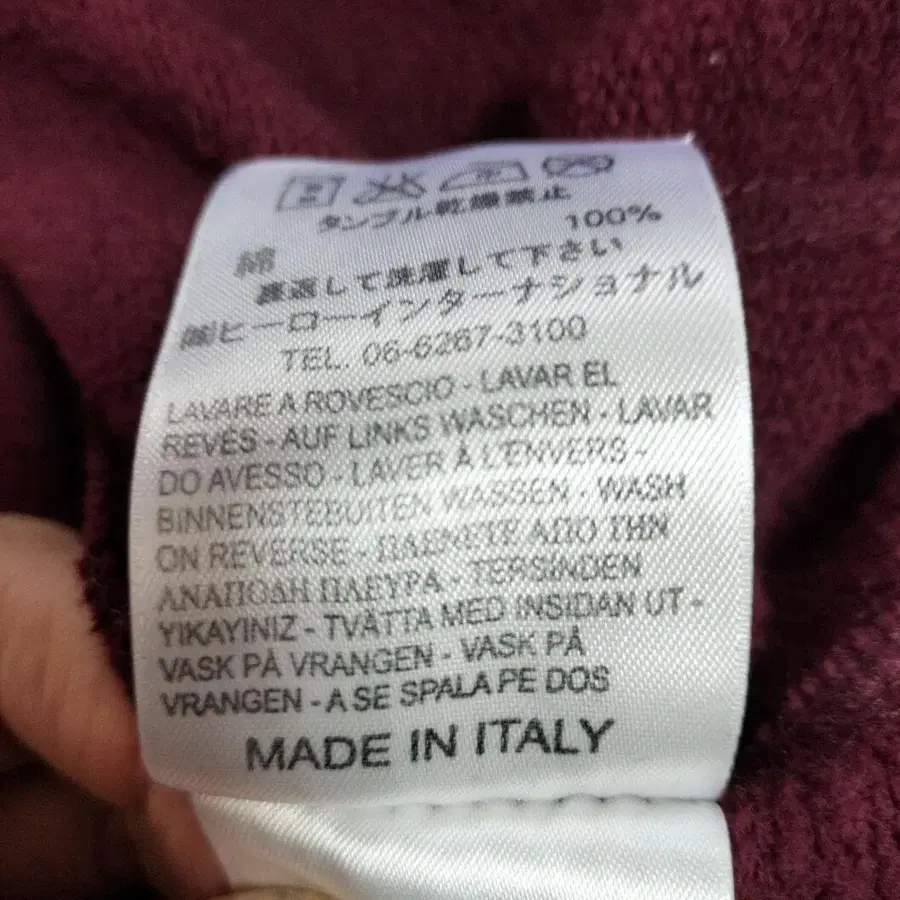 タンブル乾燥禁止
100%
綿
裏返して洗濯して下さい
㈱ヒーローインターナショナル
TEL. 06-6267-3100
LAVARE A ROVESCIO - LAVAR EL
REVÉS - AUF LINKS WASCHEN - LAVAR
DO AVESSO - LAVER À L'ENVERS -
BINNENSTEBUITEN WASSEN - WASH
ON REVERSE - ΠΛΕΝΕΤΕ ΑΠΟ ΤΗΝ
ΑΝΑΠΟΔΗ ΠΛΕΥΡΑ - TERSİNDEN
YIKAYINIZ - TVÄTTA MED INSIDAN UT -
VASK PÅ VRANGEN - VASK PÅ
VRANGEN - A SE SPALA PE DOS
MADE IN ITALY